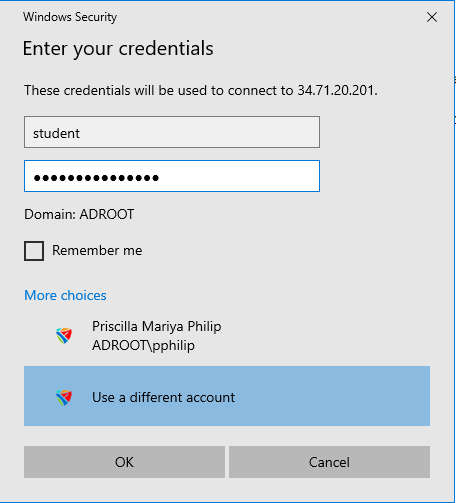 Windows Security
Enter your credentials
These credentials will be used to connect to 34.71.20.201.
student
●●●●●●●●●●●●●●●
Domain: ADROOT
Remember me
More choices
Priscilla Mariya Philip
ADROOT\pphilip
Use a different account
OK
Cancel